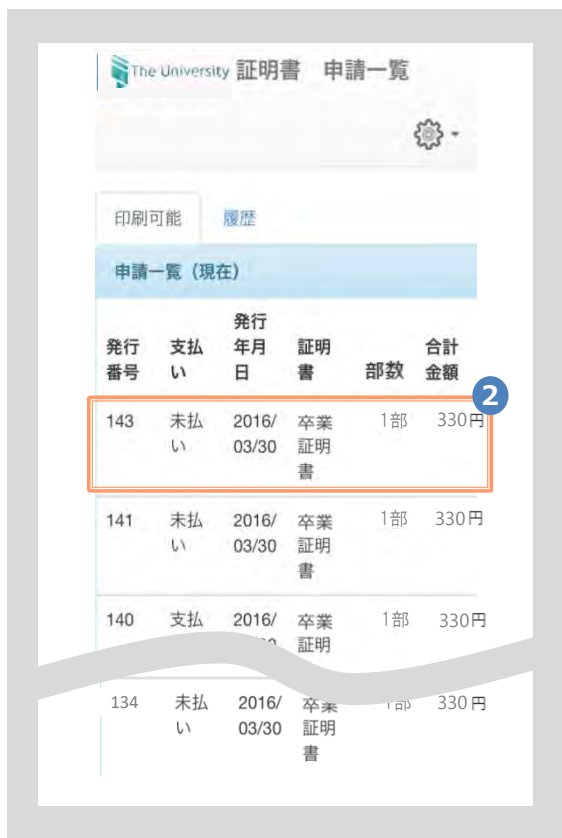 The University 証明書 申請一覧
印刷可能 履歴
申請一覧（現在）
発行
発行 支払 年月 証明 合計
番号 い 日 書 部数 金額
2
143 未払 2016/ 卒業 1部 330円
い 03/30 証明
書
141 未払 2016/ 卒業 1部 330円
い 03/30 証明
書
140 支払 2016/ 卒業 1部 330円
証明
134 未払 2016/ 卒業 1部 330円
い 03/30 証明
書